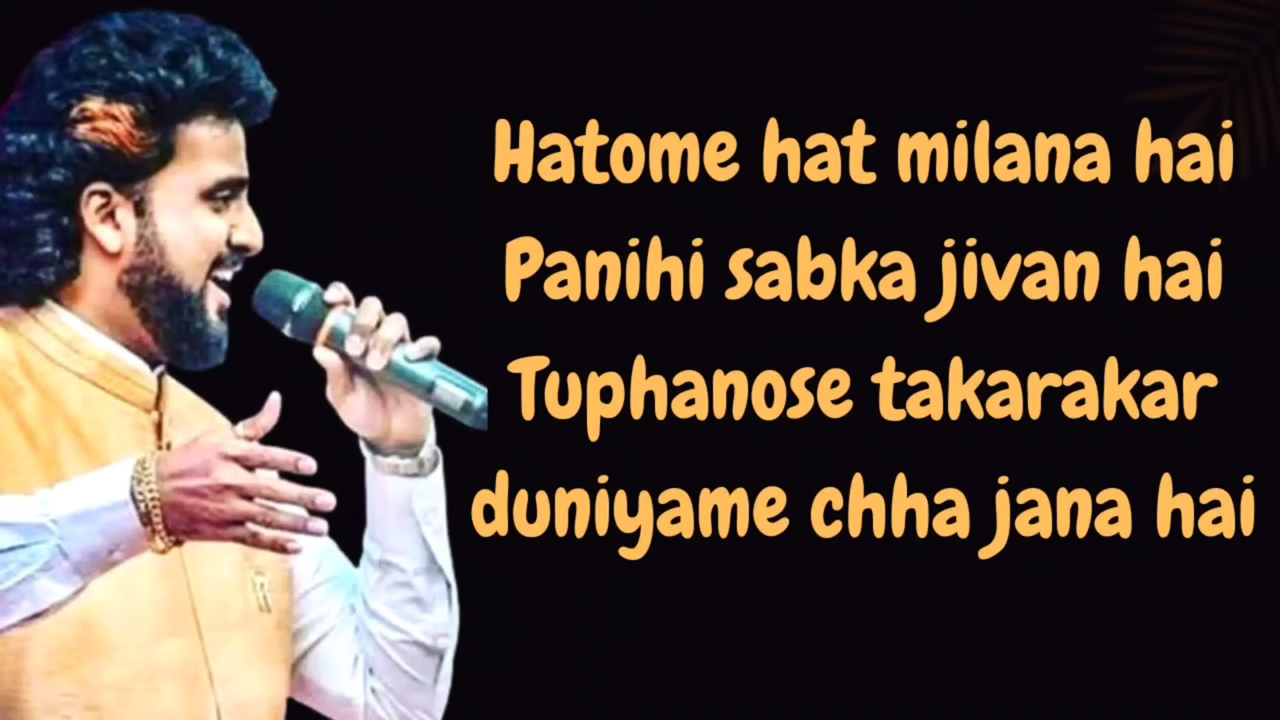 Hatome hat milana hai
Panihi sabka jivan hai
Tuphanose takarakar
duniyame chha jana hai